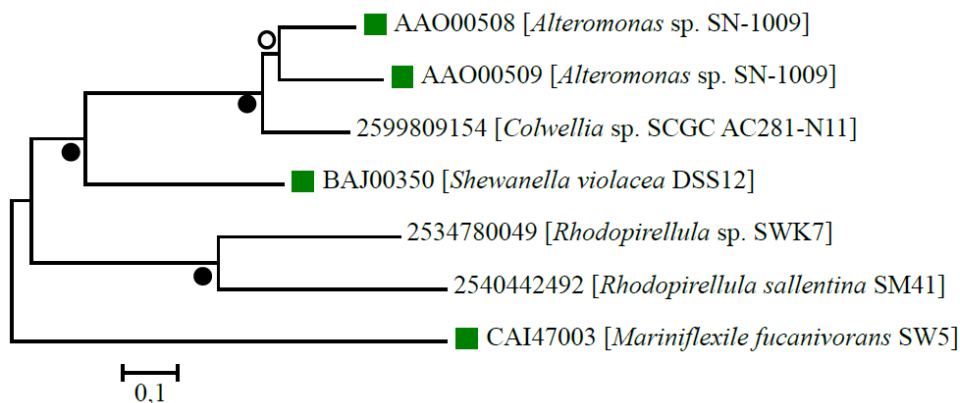 AAO00508 [Alteromonas sp. SN-1009]
AAO00509 [Alteromonas sp. SN-1009]
2599809154 [Colwellia sp. SCGC AC281-N11]
BAJ00350 [Shewanella violacea DSS12]
2534780049 [Rhodopirellula sp. SWK7]
2540442492 [Rhodopirellula sallentina SM41]
CAI47003 [Mariniflexile fucanivorans SW5]
0,1